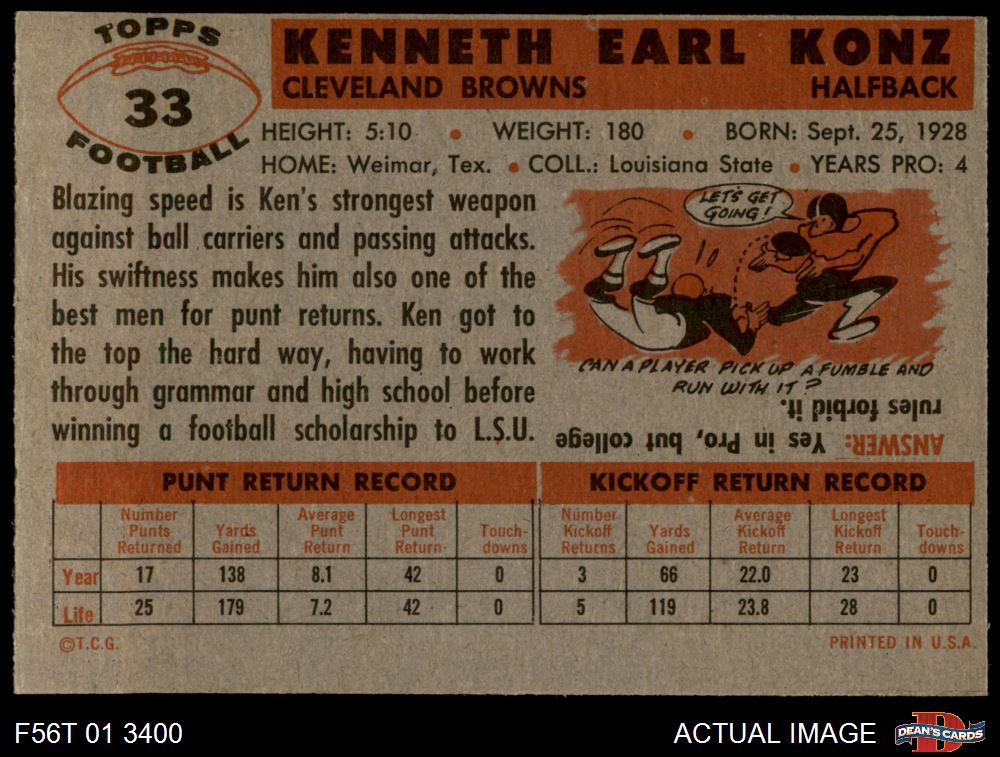 TOPPS
33
FOOTBALL
KENNETH EARL KONZ
CLEVELAND BROWNS HALFBACK
HEIGHT: 5:10 • WEIGHT: 180 • BORN: Sept. 25, 1928
HOME: Weimar, Tex. • COLL.: Louisiana State • YEARS PRO: 4
Blazing speed is Ken's strongest weapon
against ball carriers and passing attacks.
His swiftness makes him also one of the
best men for punt returns. Ken got to
the top the hard way, having to work
through grammar and high school before
winning a football scholarship to L.S.U.
LET'S GET
GOING!
CAN A PLAYER PICK UP A FUMBLE AND
RUN WITH IT?
ANSWER: Yes in Pro, but college
rules forbid it.
PUNT RETURN RECORD
Number Punts Returned Yards Gained Average Punt Return Longest Punt Return Touch-downs
Year 17 138 8.1 42 0
Life 25 179 7.2 42 0
KICKOFF RETURN RECORD
Number Kickoff Returns Yards Gained Average Kickoff Return Longest Kickoff Return Touch-downs
3 66 22.0 23 0
5 119 23.8 28 0
©T.C.G. PRINTED IN U.S.A.
F56T 01 3400 ACTUAL IMAGE DEAN'S CARDS